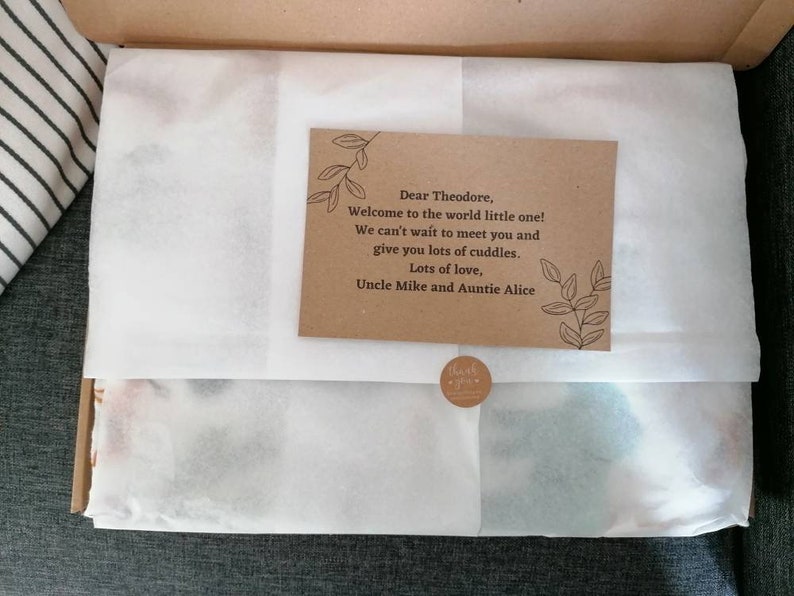 Dear Theodore,
Welcome to the world little one!
We can't wait to meet you and
give you lots of cuddles.
Lots of love,
Uncle Mike and Auntie Alice
thank
you